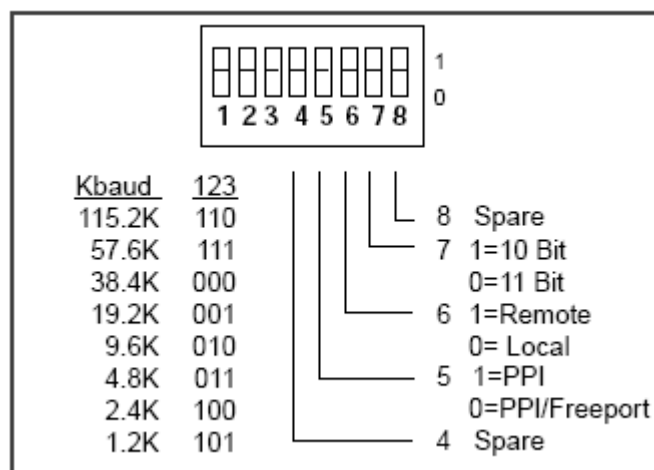 1
0
1 2 3 4 5 6 7 8
Kbaud 123
115.2K 110
57.6K 111
38.4K 000
19.2K 001
9.6K 010
4.8K 011
2.4K 100
1.2K 101
8 Spare
7 1=10 Bit
0=11 Bit
6 1=Remote
0= Local
5 1=PPI
0=PPI/Freeport
4 Spare